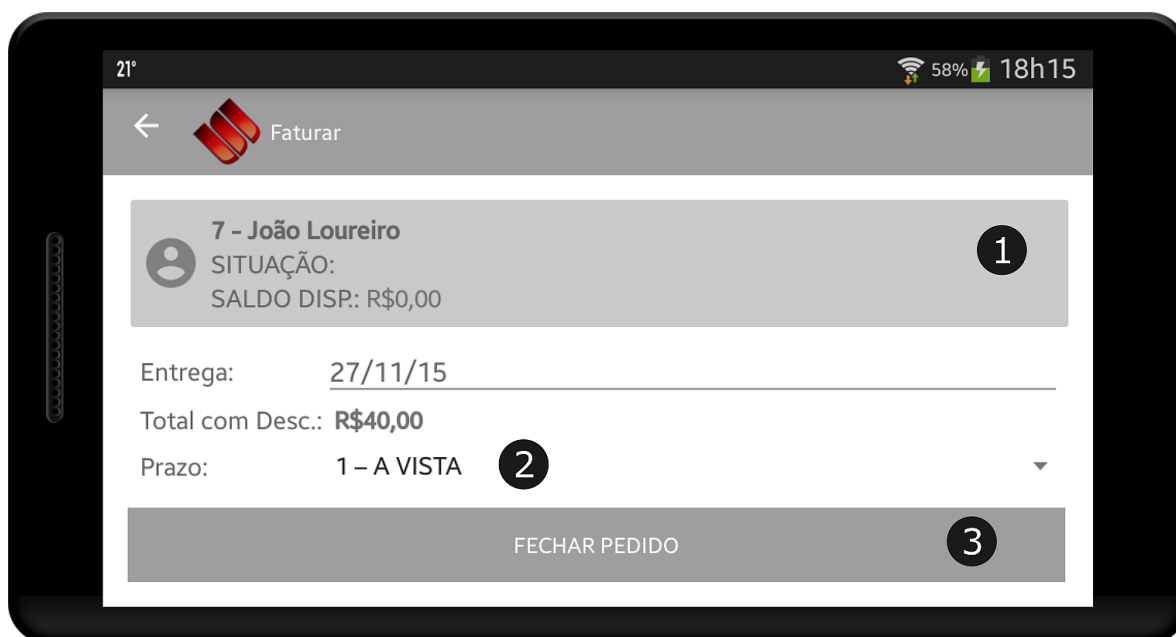 21°
58% 18h15
Faturar
7 - João Loureiro
SITUAÇÃO:
SALDO DISP.: R$0,00
1
Entrega: 27/11/15
Total com Desc.: R$40,00
Prazo: 1 – A VISTA
2
FECHAR PEDIDO
3